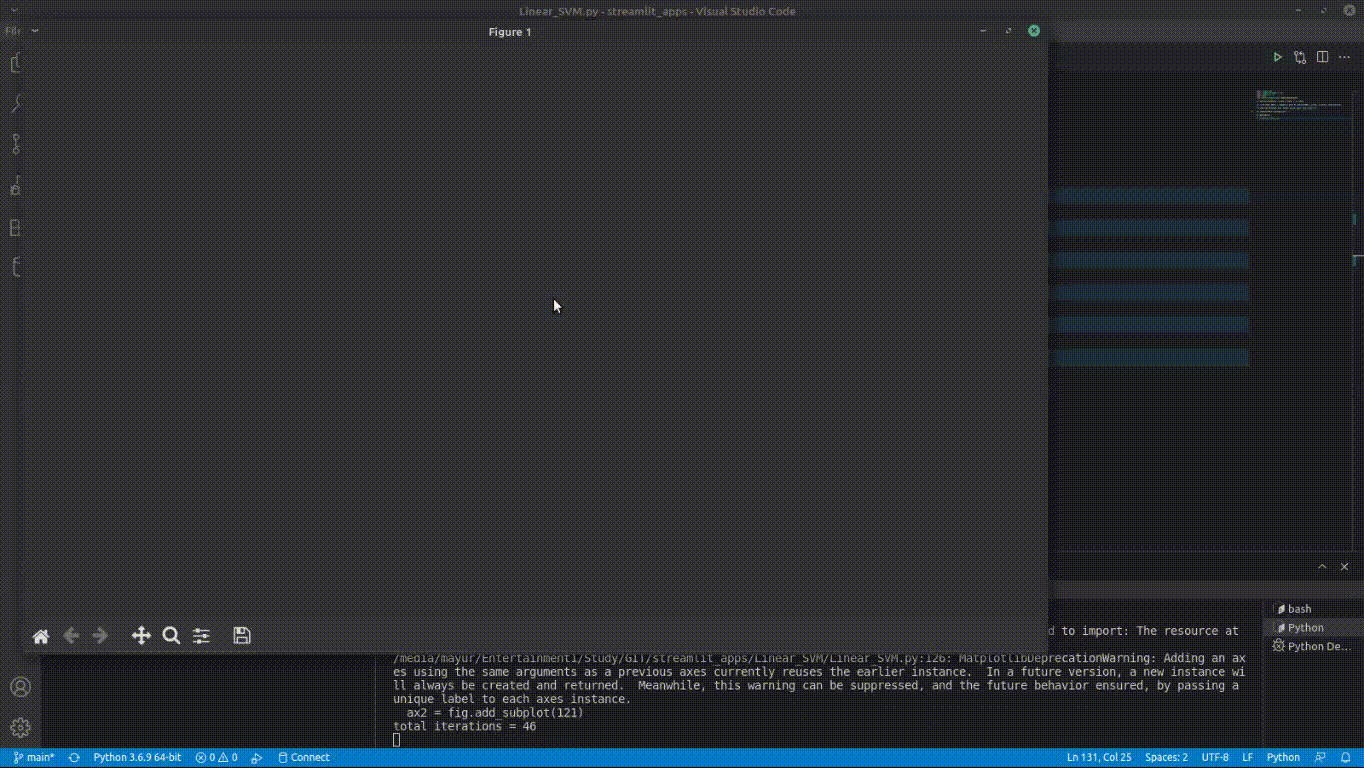 Linear_SVM.py - streamlit_apps - Visual Studio Code
File
Figure 1
bash
Python
Python De...
d to import: The resource at
/media/mayur/Entertainment1/Study/GIT/streamlit_apps/Linear_SVM/Linear_SVM.py:126: MatplotlibDeprecationWarning: Adding an ax
es using the same arguments as a previous axes currently reuses the earlier instance.  In a future version, a new instance wi
ll always be created and returned.  Meanwhile, this warning can be suppressed, and the future behavior ensured, by passing a
unique label to each axes instance.
ax2 = fig.add_subplot(121)
total iterations = 46
main* Python 3.6.9 64-bit 0 0 Connect Ln 131, Col 25 Spaces: 2 UTF-8 LF Python